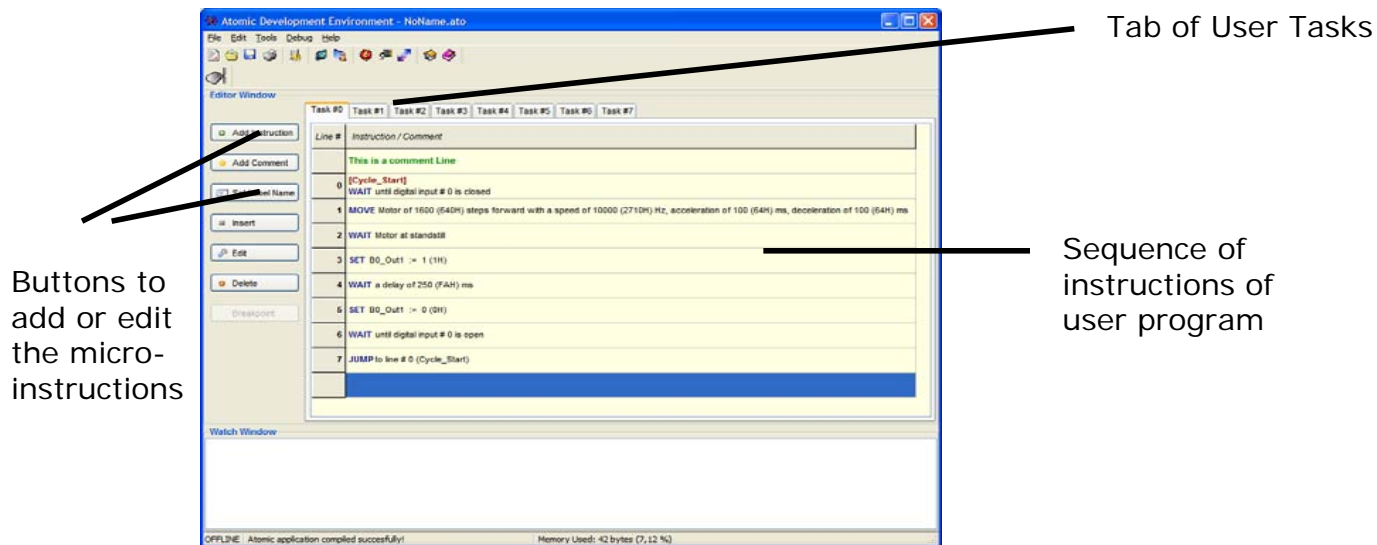 Atomic Development Environment - NoName.ato
File Edit Tools Debug Help
Tab of User Tasks
Editor Window
Task #0 Task #1 Task #2 Task #3 Task #4 Task #5 Task #6 Task #7
Add Instruction
Add Comment
Set Label Name
Insert
Edit
Delete
Breakpoint
Line # Instruction / Comment
This is a comment Line
0 [Cycle_Start]
WAIT until digital input # 0 is closed
1 MOVE Motor of 1600 (640H) steps forward with a speed of 10000 (2710H) Hz, acceleration of 100 (64H) ms, deceleration of 100 (64H) ms
2 WAIT Motor at standstill
3 SET B0_Out1 := 1 (1H)
4 WAIT a delay of 250 (FAH) ms
5 SET B0_Out1 := 0 (0H)
6 WAIT until digital input # 0 is open
7 JUMP to line # 0 (Cycle_Start)
Buttons to
add or edit
the micro-
instructions
Sequence of
instructions of
user program
Watch Window
OFFLINE Atomic application compiled succesfully! Memory Used: 42 bytes (7,12 %)